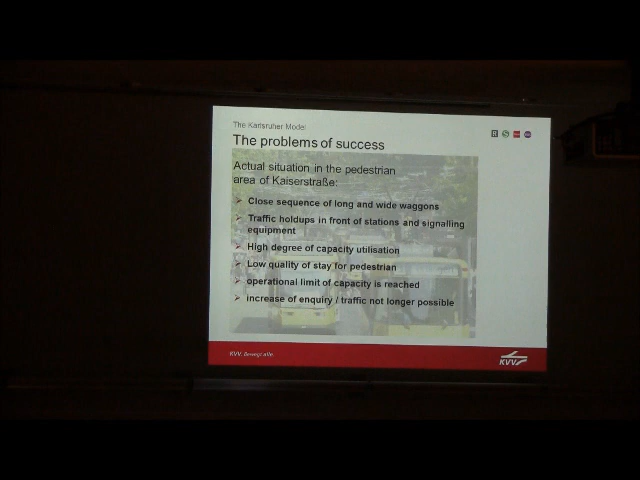 The Karlsruher Model
The problems of success
Actual situation in the pedestrian
area of Kaiserstraße:
Close sequence of long and wide waggons
Traffic holdups in front of stations and signalling
equipment
High degree of capacity utilisation
Low quality of stay for pedestrian
operational limit of capacity is reached
increase of enquiry / traffic not longer possible
KVV. Bewegt alle.
KVV